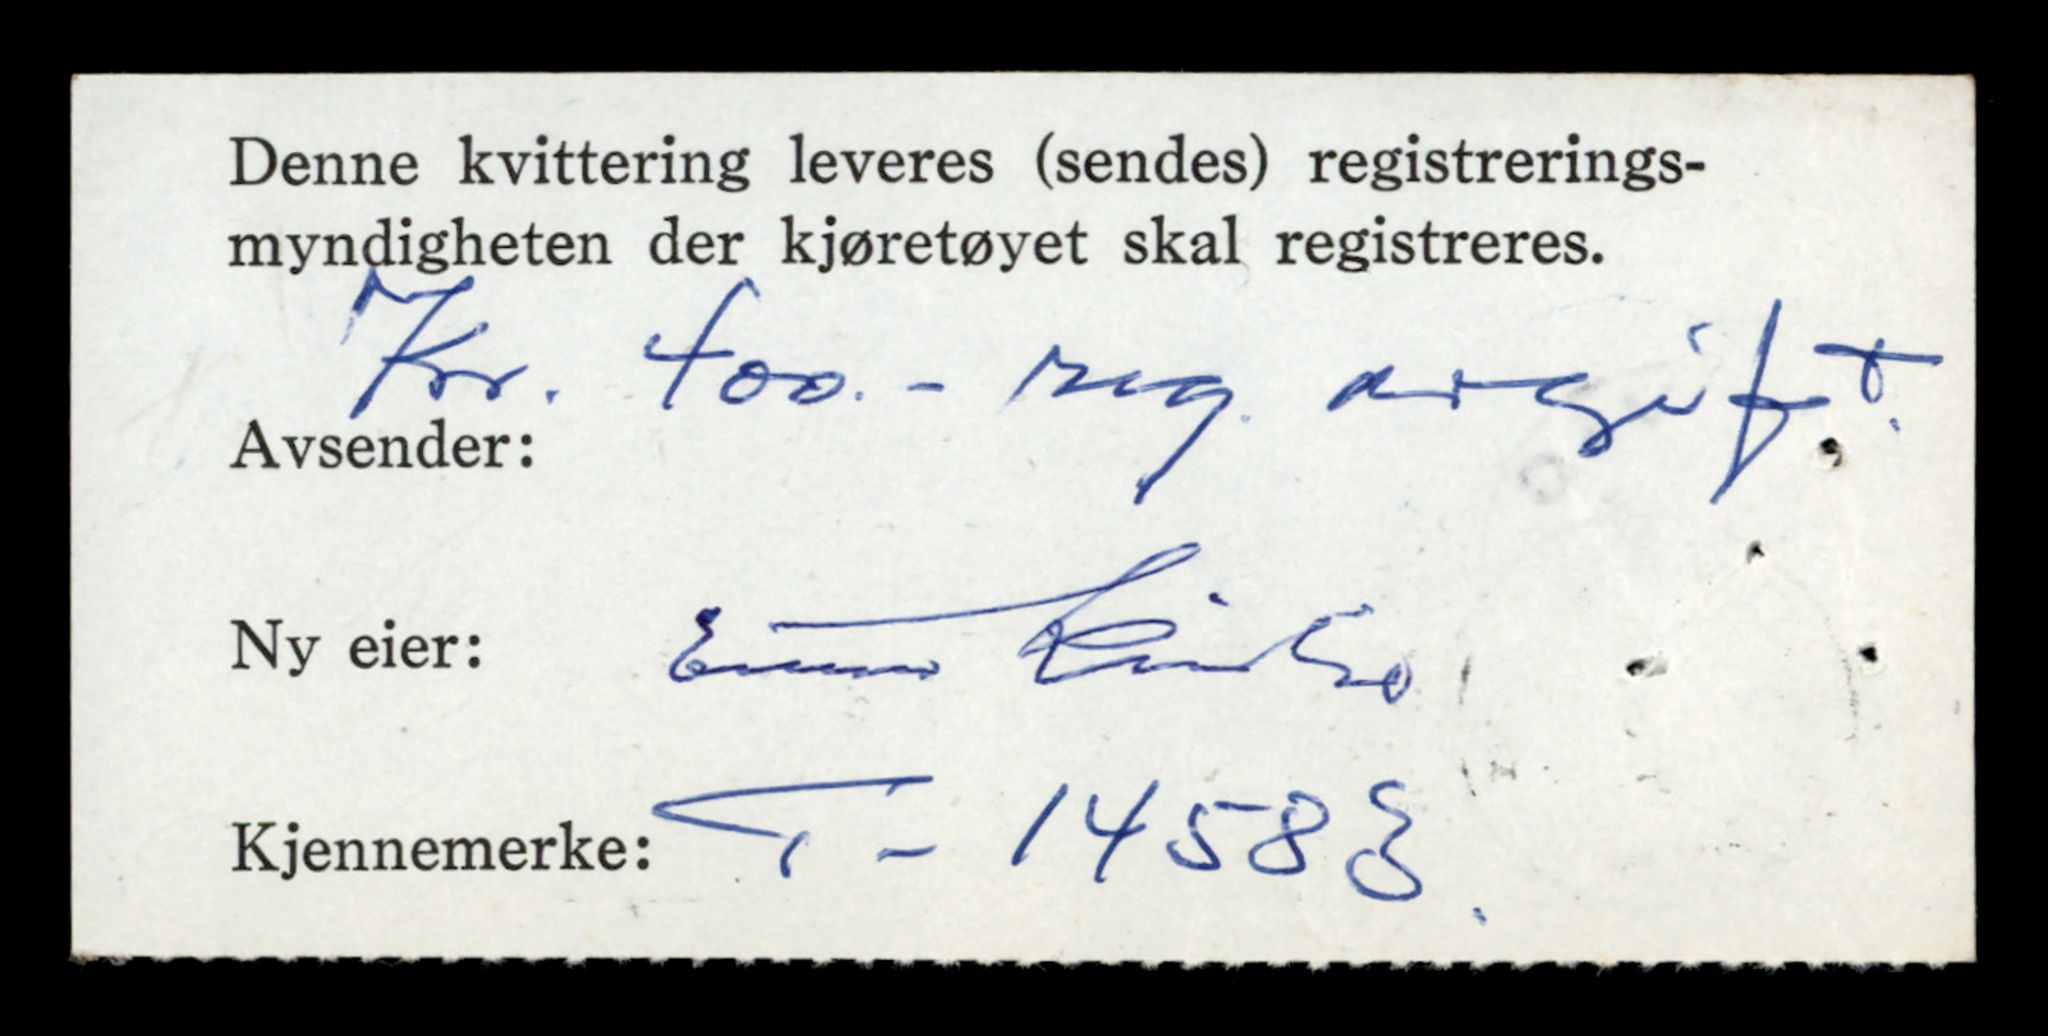 Denne kvittering leveres (sendes) registrerings-
myndigheten der kjøretøyet skal registreres.
Kr. 400.- reg. avgift.
Avsender:
Ny eier:
Kjennemerke: T - 14588.